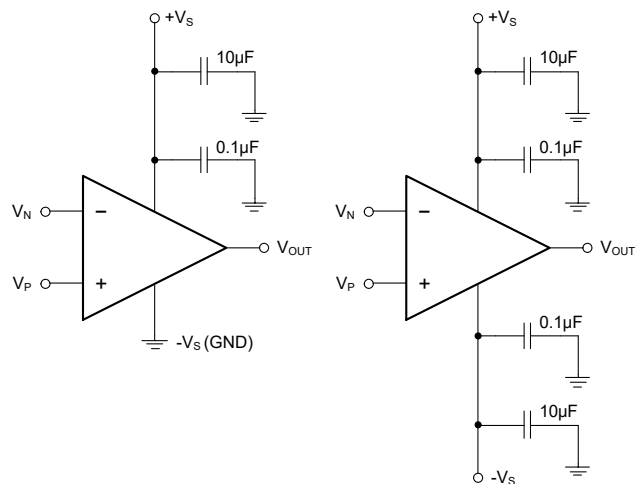 +VS
10µF
0.1µF
VN
−
VOUT
VP
+
-VS (GND)
+VS
10µF
0.1µF
VN
−
VOUT
VP
+
0.1µF
10µF
-VS